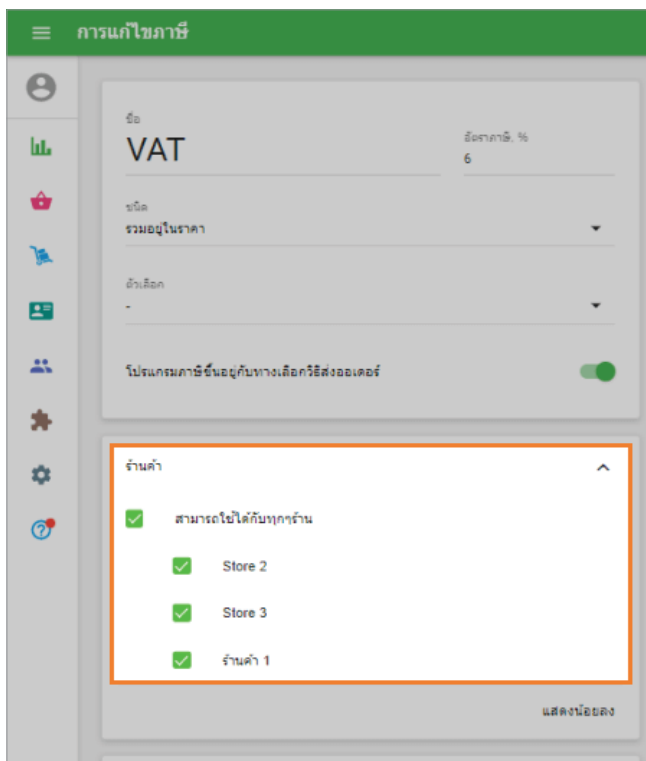 การแก้ไขภาษี
ชื่อ
VAT
อัตราภาษี, %
6
ชนิด
รวมอยู่ในราคา
ตัวเลือก
-
โปรแกรมภาษีขึ้นอยู่กับทางเลือกวิธีส่งออเดอร์
ร้านค้า
สามารถใช้ได้กับทุกๆร้าน
Store 2
Store 3
ร้านค้า 1
แสดงน้อยลง